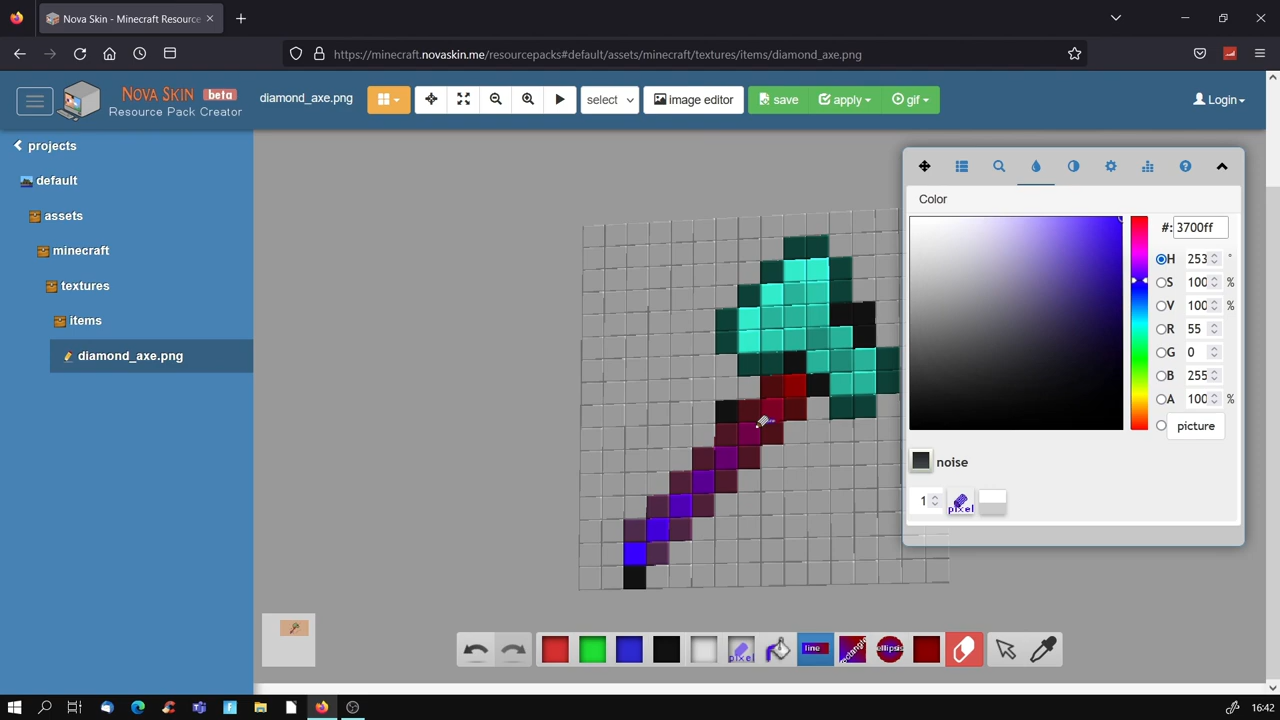 Nova Skin - Minecraft Resource
https://minecraft.novaskin.me/resourcepacks#default/assets/minecraft/textures/items/diamond_axe.png
NOVA SKIN beta
Resource Pack Creator
diamond_axe.png
select
image editor
save
apply
gif
Login
projects
default
assets
minecraft
textures
items
diamond_axe.png
Color
#: 3700ff
H 253 °
S 100 %
V 100 %
R 55
G 0
B 255
A 100 %
picture
noise
1 pixel
pixel line rectangle ellipsis
16:42